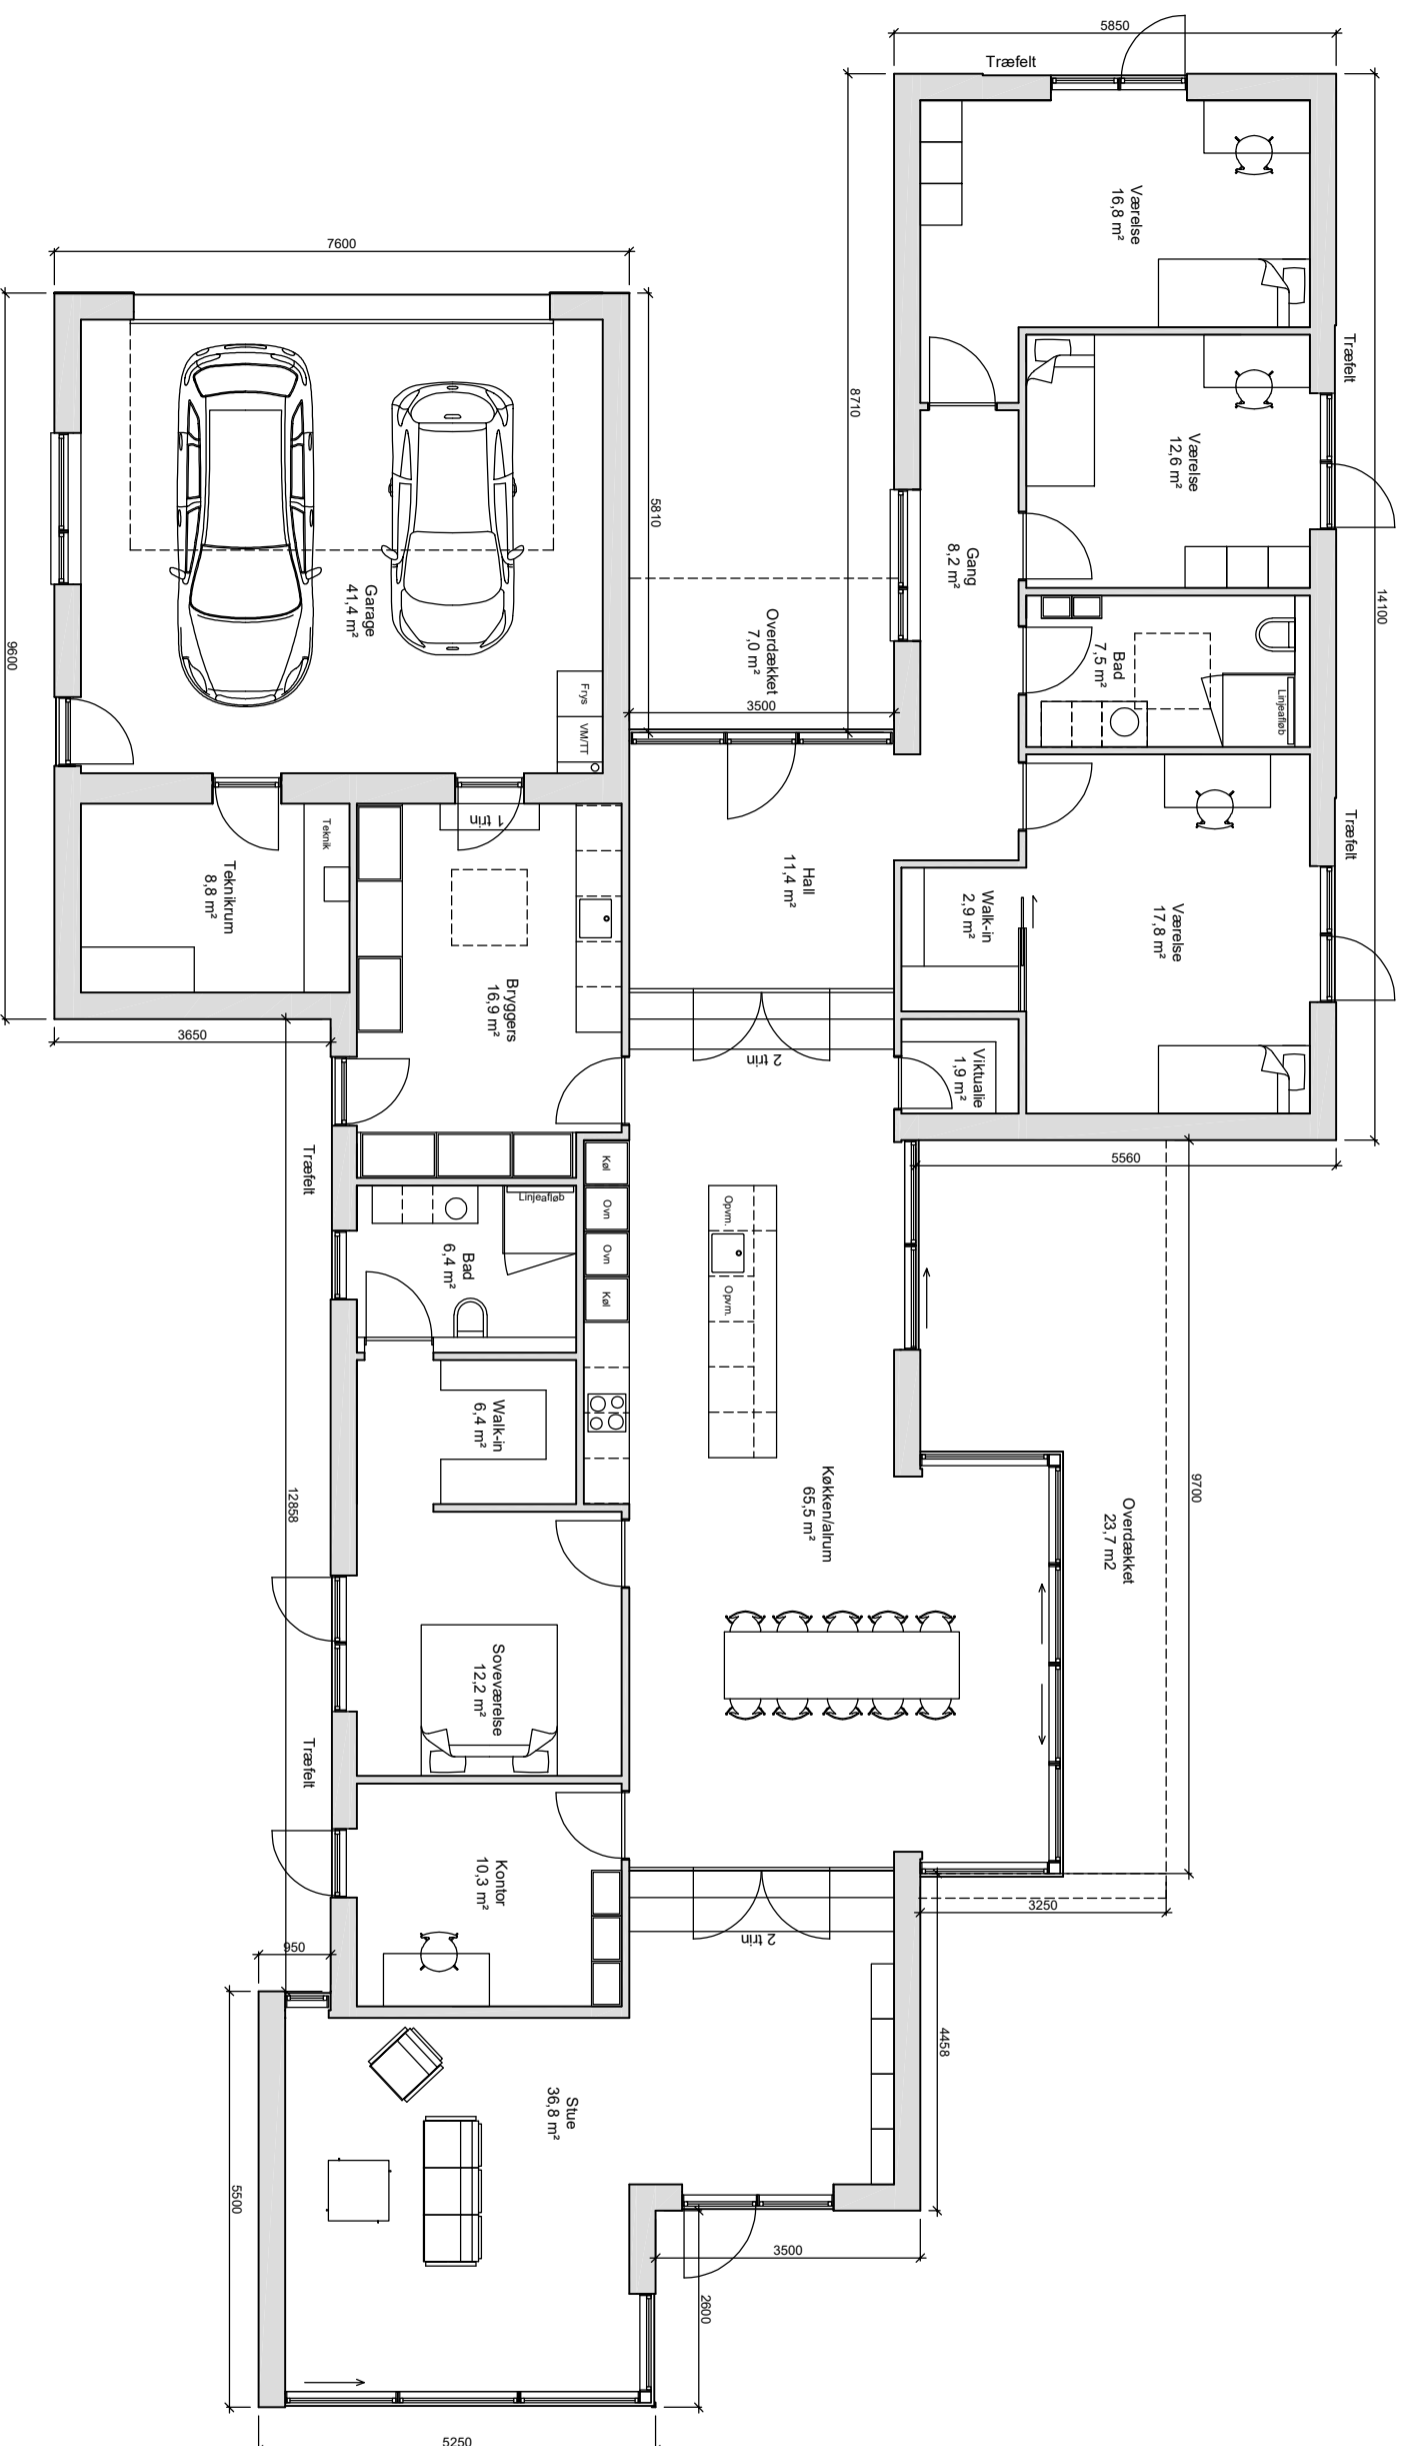 5850
Træfelt
Værelse
16,8 m²
14100
8710
Træfelt
Værelse
12,6 m²
Gang
8,2 m²
Bad
7,5 m²
Linjeafløb
Træfelt
Værelse
17,8 m²
Walk-in
2,9 m²
Viktualie
1,9 m²
7600
9600
5810
Garage
41,4 m²
Frys
VM/TT
Overdækket
7,0 m²
3500
Hall
11,4 m²
2 trin
1 trin
Teknik
Teknikrum
8,8 m²
Bryggers
16,9 m²
3650
5560
Træfelt
Linjeafløb
Bad
6,4 m²
Køl
Ovn
Ovn
Køl
Opvm.
Opvm.
Walk-in
6,4 m²
Køkken/alrum
65,5 m²
Overdækket
23,7 m2
9700
12858
Soveværelse
12,2 m²
Træfelt
Kontor
10,3 m²
2 trin
3250
950
4458
Stue
36,8 m²
5500
3500
2600
5250